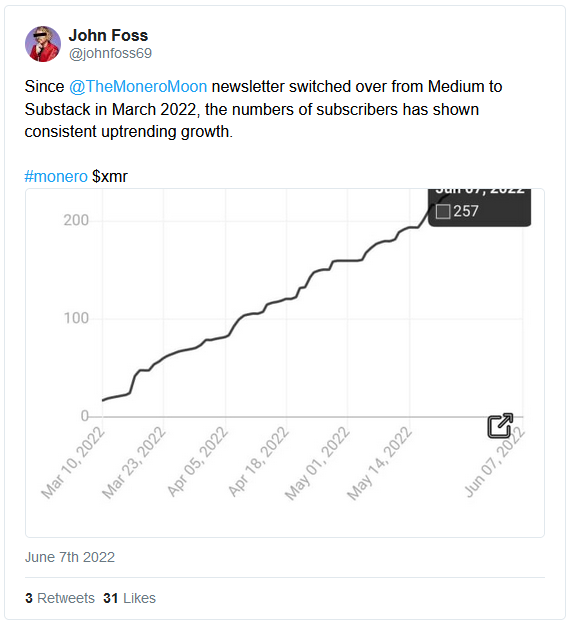 John Foss
@johnfoss69
Since @TheMoneroMoon newsletter switched over from Medium to
Substack in March 2022, the numbers of subscribers has shown
consistent uptrending growth.
#monero $xmr
Jun 07, 2022
257
200
100
0
Mar 10, 2022
Mar 23, 2022
Apr 05, 2022
Apr 18, 2022
May 01, 2022
May 14, 2022
Jun 07, 2022
June 7th 2022
3 Retweets 31 Likes